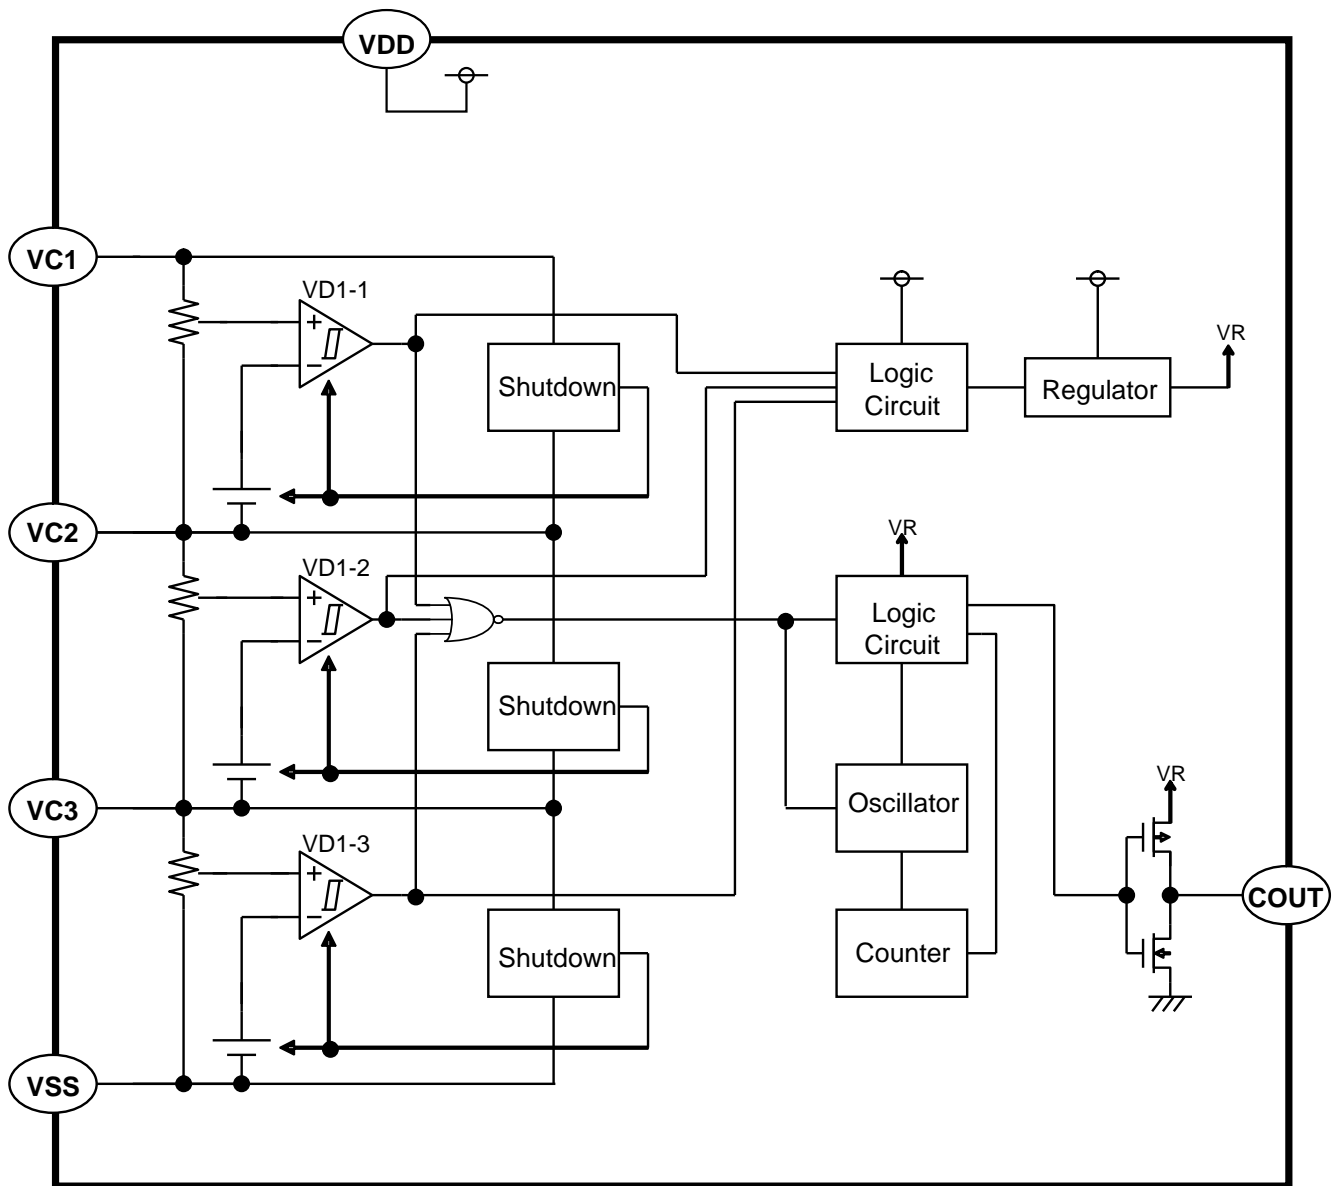 VDD
VC1
VD1-1
+
−
Shutdown
Logic
Circuit
Regulator
VR
VC2
VD1-2
+
−
Shutdown
VR
Logic
Circuit
Oscillator
Counter
VC3
VD1-3
+
−
Shutdown
VR
COUT
VSS